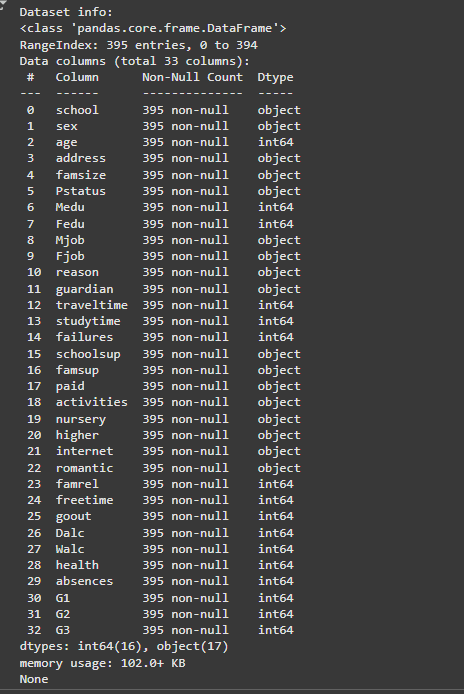 Dataset info:
<class 'pandas.core.frame.DataFrame'>
RangeIndex: 395 entries, 0 to 394
Data columns (total 33 columns):
 #   Column      Non-Null Count  Dtype
---  ------      --------------  -----
 0   school      395 non-null    object
 1   sex         395 non-null    object
 2   age         395 non-null    int64
 3   address     395 non-null    object
 4   famsize     395 non-null    object
 5   Pstatus     395 non-null    object
 6   Medu        395 non-null    int64
 7   Fedu        395 non-null    int64
 8   Mjob        395 non-null    object
 9   Fjob        395 non-null    object
 10  reason      395 non-null    object
 11  guardian    395 non-null    object
 12  traveltime  395 non-null    int64
 13  studytime   395 non-null    int64
 14  failures    395 non-null    int64
 15  schoolsup   395 non-null    object
 16  famsup      395 non-null    object
 17  paid        395 non-null    object
 18  activities  395 non-null    object
 19  nursery     395 non-null    object
 20  higher      395 non-null    object
 21  internet    395 non-null    object
 22  romantic    395 non-null    object
 23  famrel      395 non-null    int64
 24  freetime    395 non-null    int64
 25  goout       395 non-null    int64
 26  Dalc        395 non-null    int64
 27  Walc        395 non-null    int64
 28  health      395 non-null    int64
 29  absences    395 non-null    int64
 30  G1          395 non-null    int64
 31  G2          395 non-null    int64
 32  G3          395 non-null    int64
dtypes: int64(16), object(17)
memory usage: 102.0+ KB
None